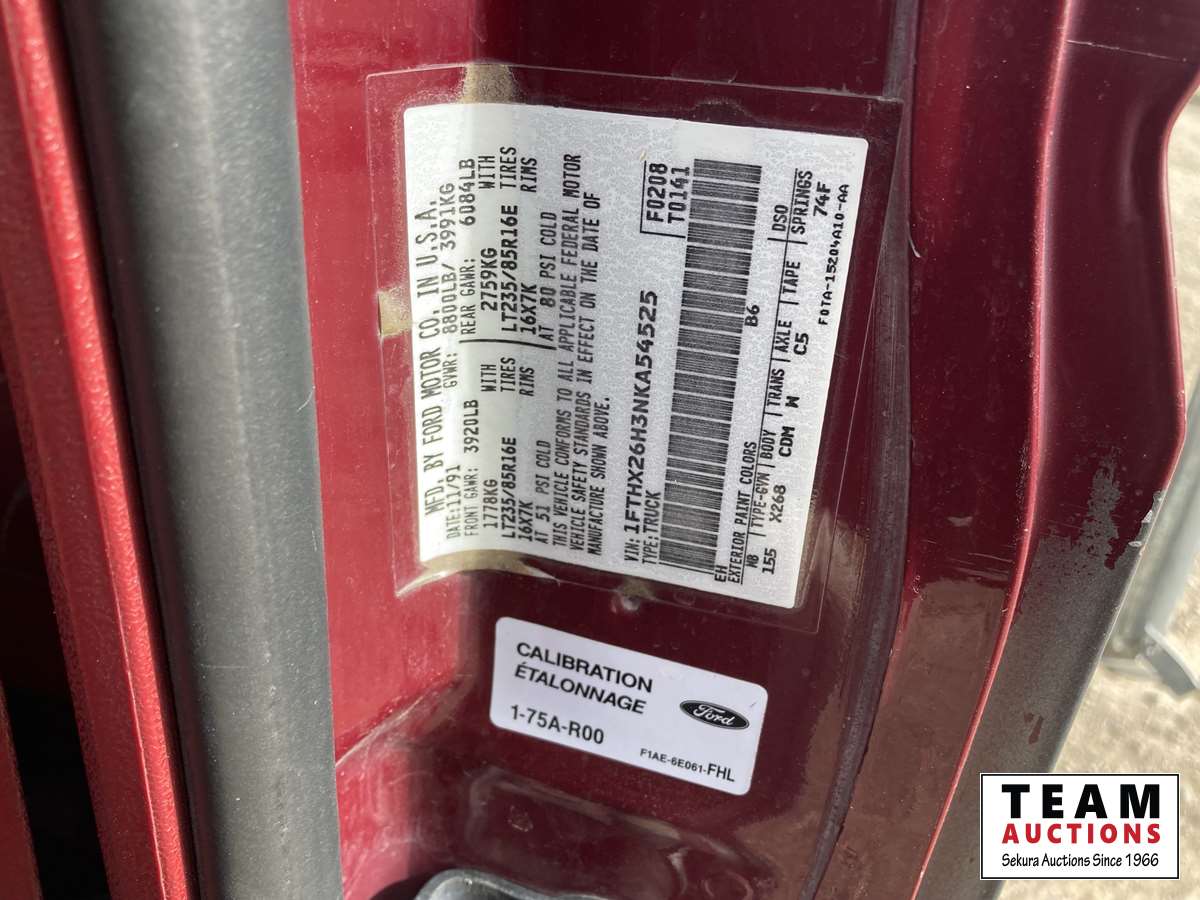 MFD. BY FORD MOTOR CO. IN U.S.A.
DATE:11/91 GVWR: 8800LB/ 3991KG
FRONT GAWR: 3920LB REAR GAWR: 6084LB
1778KG WITH 2759KG WITH
LT235/85R16E TIRES LT235/85R16E TIRES
16X7K RIMS 16X7K RIMS
AT 51 PSI COLD AT 80 PSI COLD
THIS VEHICLE CONFORMS TO ALL APPLICABLE FEDERAL MOTOR
VEHICLE SAFETY STANDARDS IN EFFECT ON THE DATE OF
MANUFACTURE SHOWN ABOVE.
F0208
T0141
VIN: 1FTHX26H3NKA54525
TYPE: TRUCK
EH B6
EXTERIOR PAINT COLORS DSO
WB TYPE-GVW BODY TRANS AXLE TAPE SPRINGS
155 X268 CDM W C5 74F
F0TA-15204A10-AA
CALIBRATION
ÉTALONNAGE
1-75A-R00
Ford
F1AE-6E061-FHL
TEAM
AUCTIONS
Sekura Auctions Since 1966